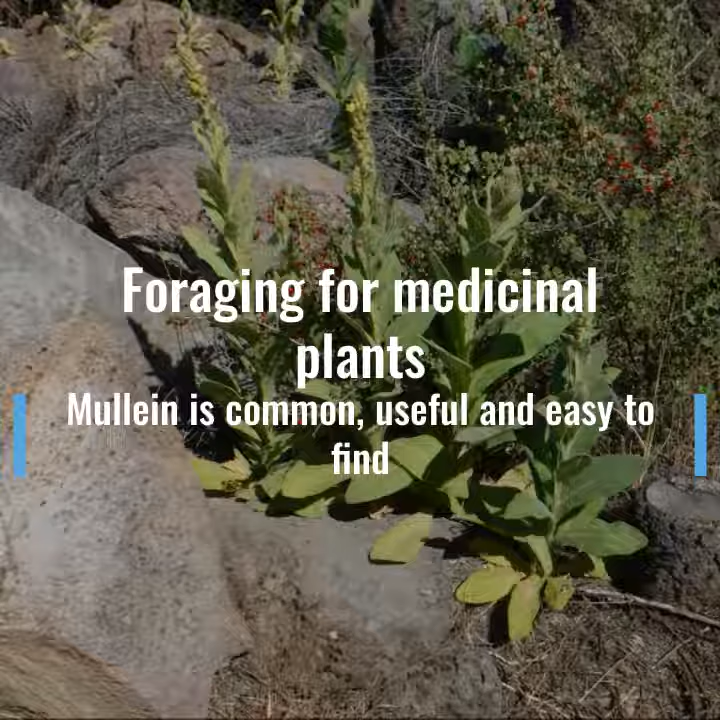 Foraging for medicinal
plants
Mullein is common, useful and easy to
find